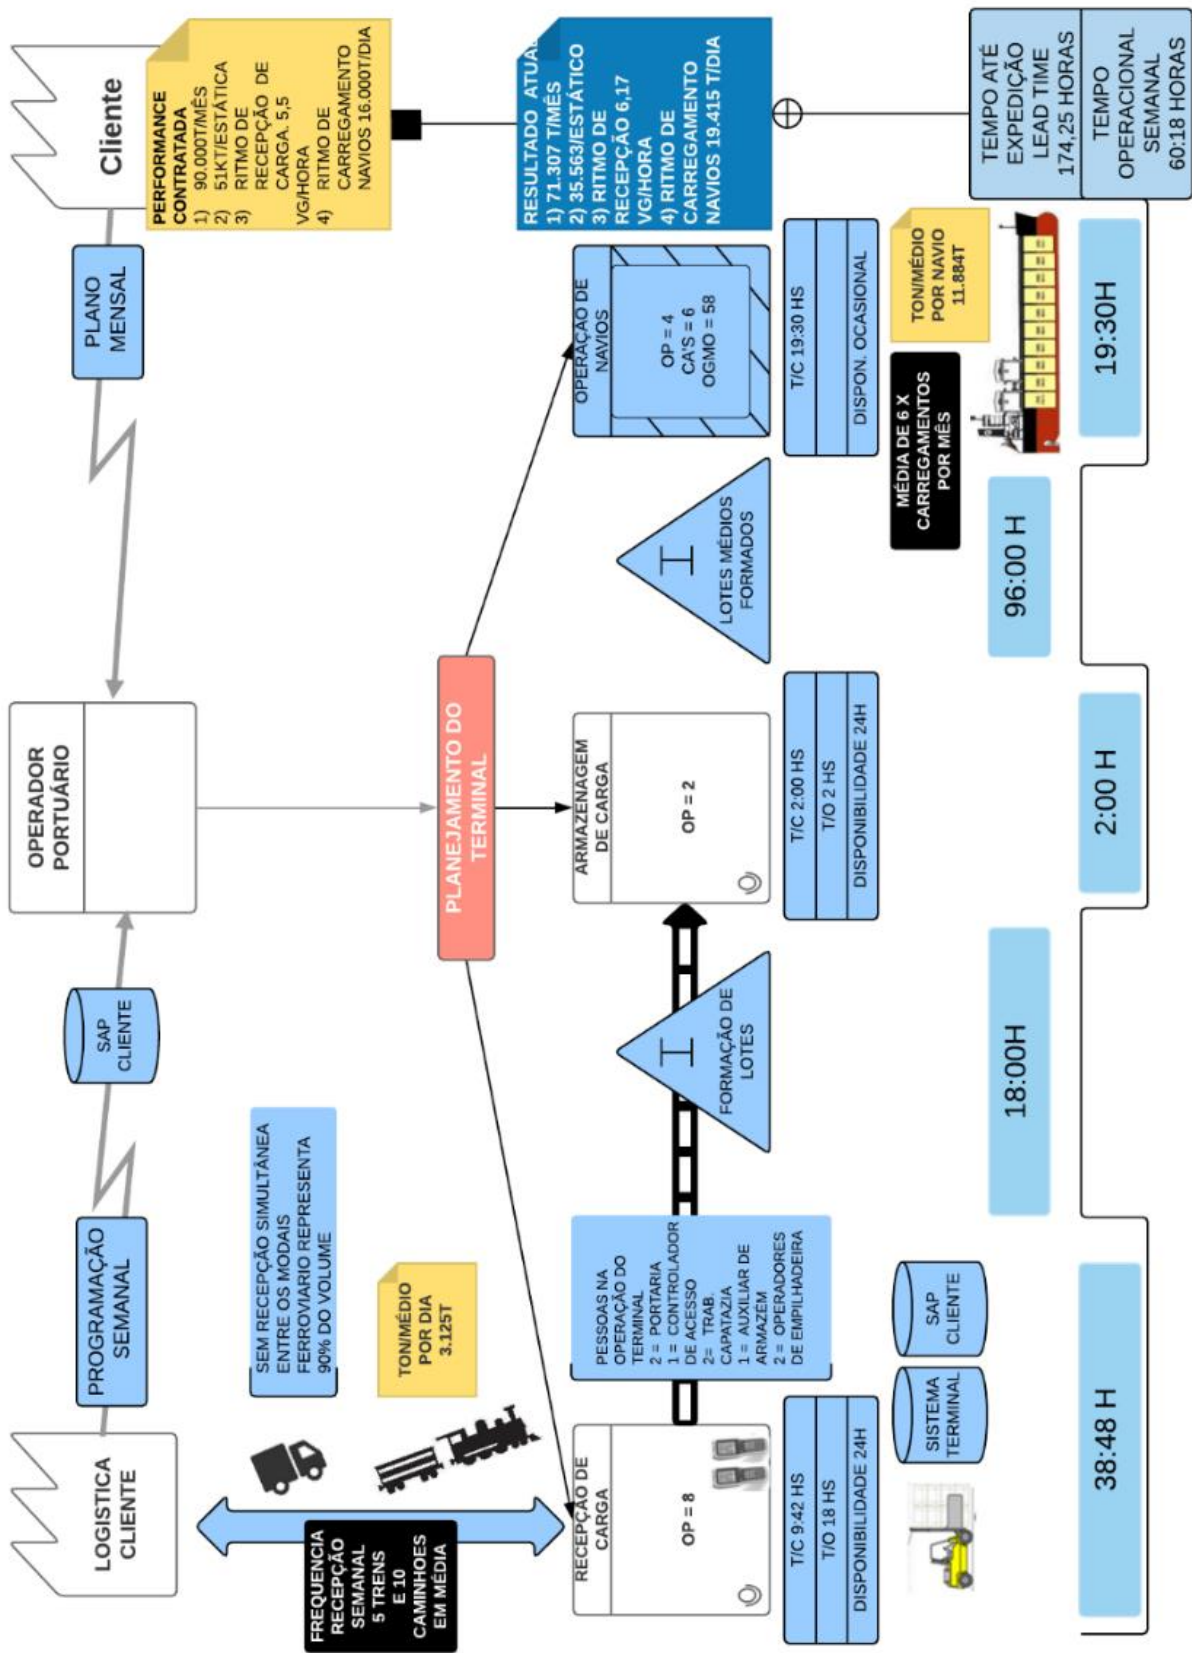 LOGISTICA
CLIENTE
PROGRAMAÇÃO
SEMANAL
SAP
CLIENTE
OPERADOR
PORTUÁRIO
PLANO
MENSAL
Cliente
SEM RECEPÇÃO SIMULTÂNEA
ENTRE OS MODAIS
FERROVIARIO REPRESENTA
90% DO VOLUME
PERFORMANCE
CONTRATADA
1) 90.000T/MÊS
2) 51KT/ESTÁTICA
3) RITMO DE
RECEPÇÃO DE
CARGA. 5,5
VG/HORA
4) RITMO DE
CARREGAMENTO
NAVIOS 16.000T/DIA
FREQUENCIA
RECEPÇÃO
SEMANAL
5 TRENS
E 10
CAMINHOES
EM MÉDIA
TON/MÉDIO
POR DIA
3.125T
PLANEJAMENTO DO
TERMINAL
RESULTADO ATUAL
1) 71.307 T/MÊS
2) 35.563/ESTÁTICO
3) RITMO DE
RECEPÇÃO 6,17
VG/HORA
4) RITMO DE
CARREGAMENTO
NAVIOS 19.415 T/DIA
RECEPÇÃO DE
CARGA
OP = 8
PESSOAS NA
OPERAÇÃO DO
TERMINAL
2 = PORTARIA
1 = CONTROLADOR
DE ACESSO
2= TRAB.
CAPATAZIA
1 = AUXILIAR DE
ARMAZÉM
2 = OPERADORES
DE EMPILHADEIRA
I
FORMAÇÃO DE
LOTES
ARMAZENAGEM
DE CARGA
OP = 2
I
LOTES MÉDIOS
FORMADOS
OPERAÇÃO DE
NAVIOS
OP = 4
CA'S = 6
OGMO = 58
T/C 9:42 HS
T/O 18 HS
DISPONIBILIDADE 24H
T/C 2:00 HS
T/O 2 HS
DISPONIBILIDADE 24H
T/C 19:30 HS
DISPON. OCASIONAL
SISTEMA
TERMINAL
SAP
CLIENTE
MÉDIA DE 6 X
CARREGAMENTOS
POR MÊS
TON/MÉDIO
POR NAVIO
11.884T
38:48 H
18:00H
2:00 H
96:00 H
19:30H
TEMPO ATÉ
EXPEDIÇÃO
LEAD TIME
174,25 HORAS
TEMPO
OPERACIONAL
SEMANAL
60:18 HORAS